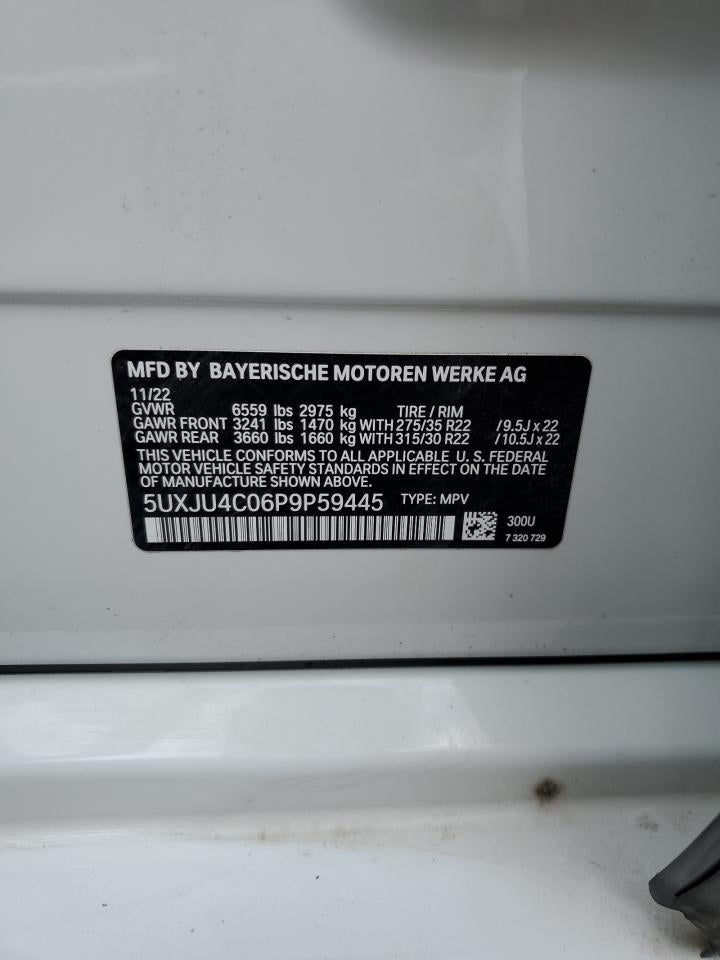 MFD BY BAYERISCHE MOTOREN WERKE AG
11/22
GVWR 6559 lbs 2975 kg TIRE / RIM
GAWR FRONT 3241 lbs 1470 kg WITH 275/35 R22 / 9.5J x 22
GAWR REAR 3660 lbs 1660 kg WITH 315/30 R22 / 10.5J x 22
THIS VEHICLE CONFORMS TO ALL APPLICABLE U. S. FEDERAL
MOTOR VEHICLE SAFETY STANDARDS IN EFFECT ON THE DATE
OF MANUFACTURE SHOWN ABOVE.
5UXJU4C06P9P59445 TYPE: MPV
300U
7 320 729